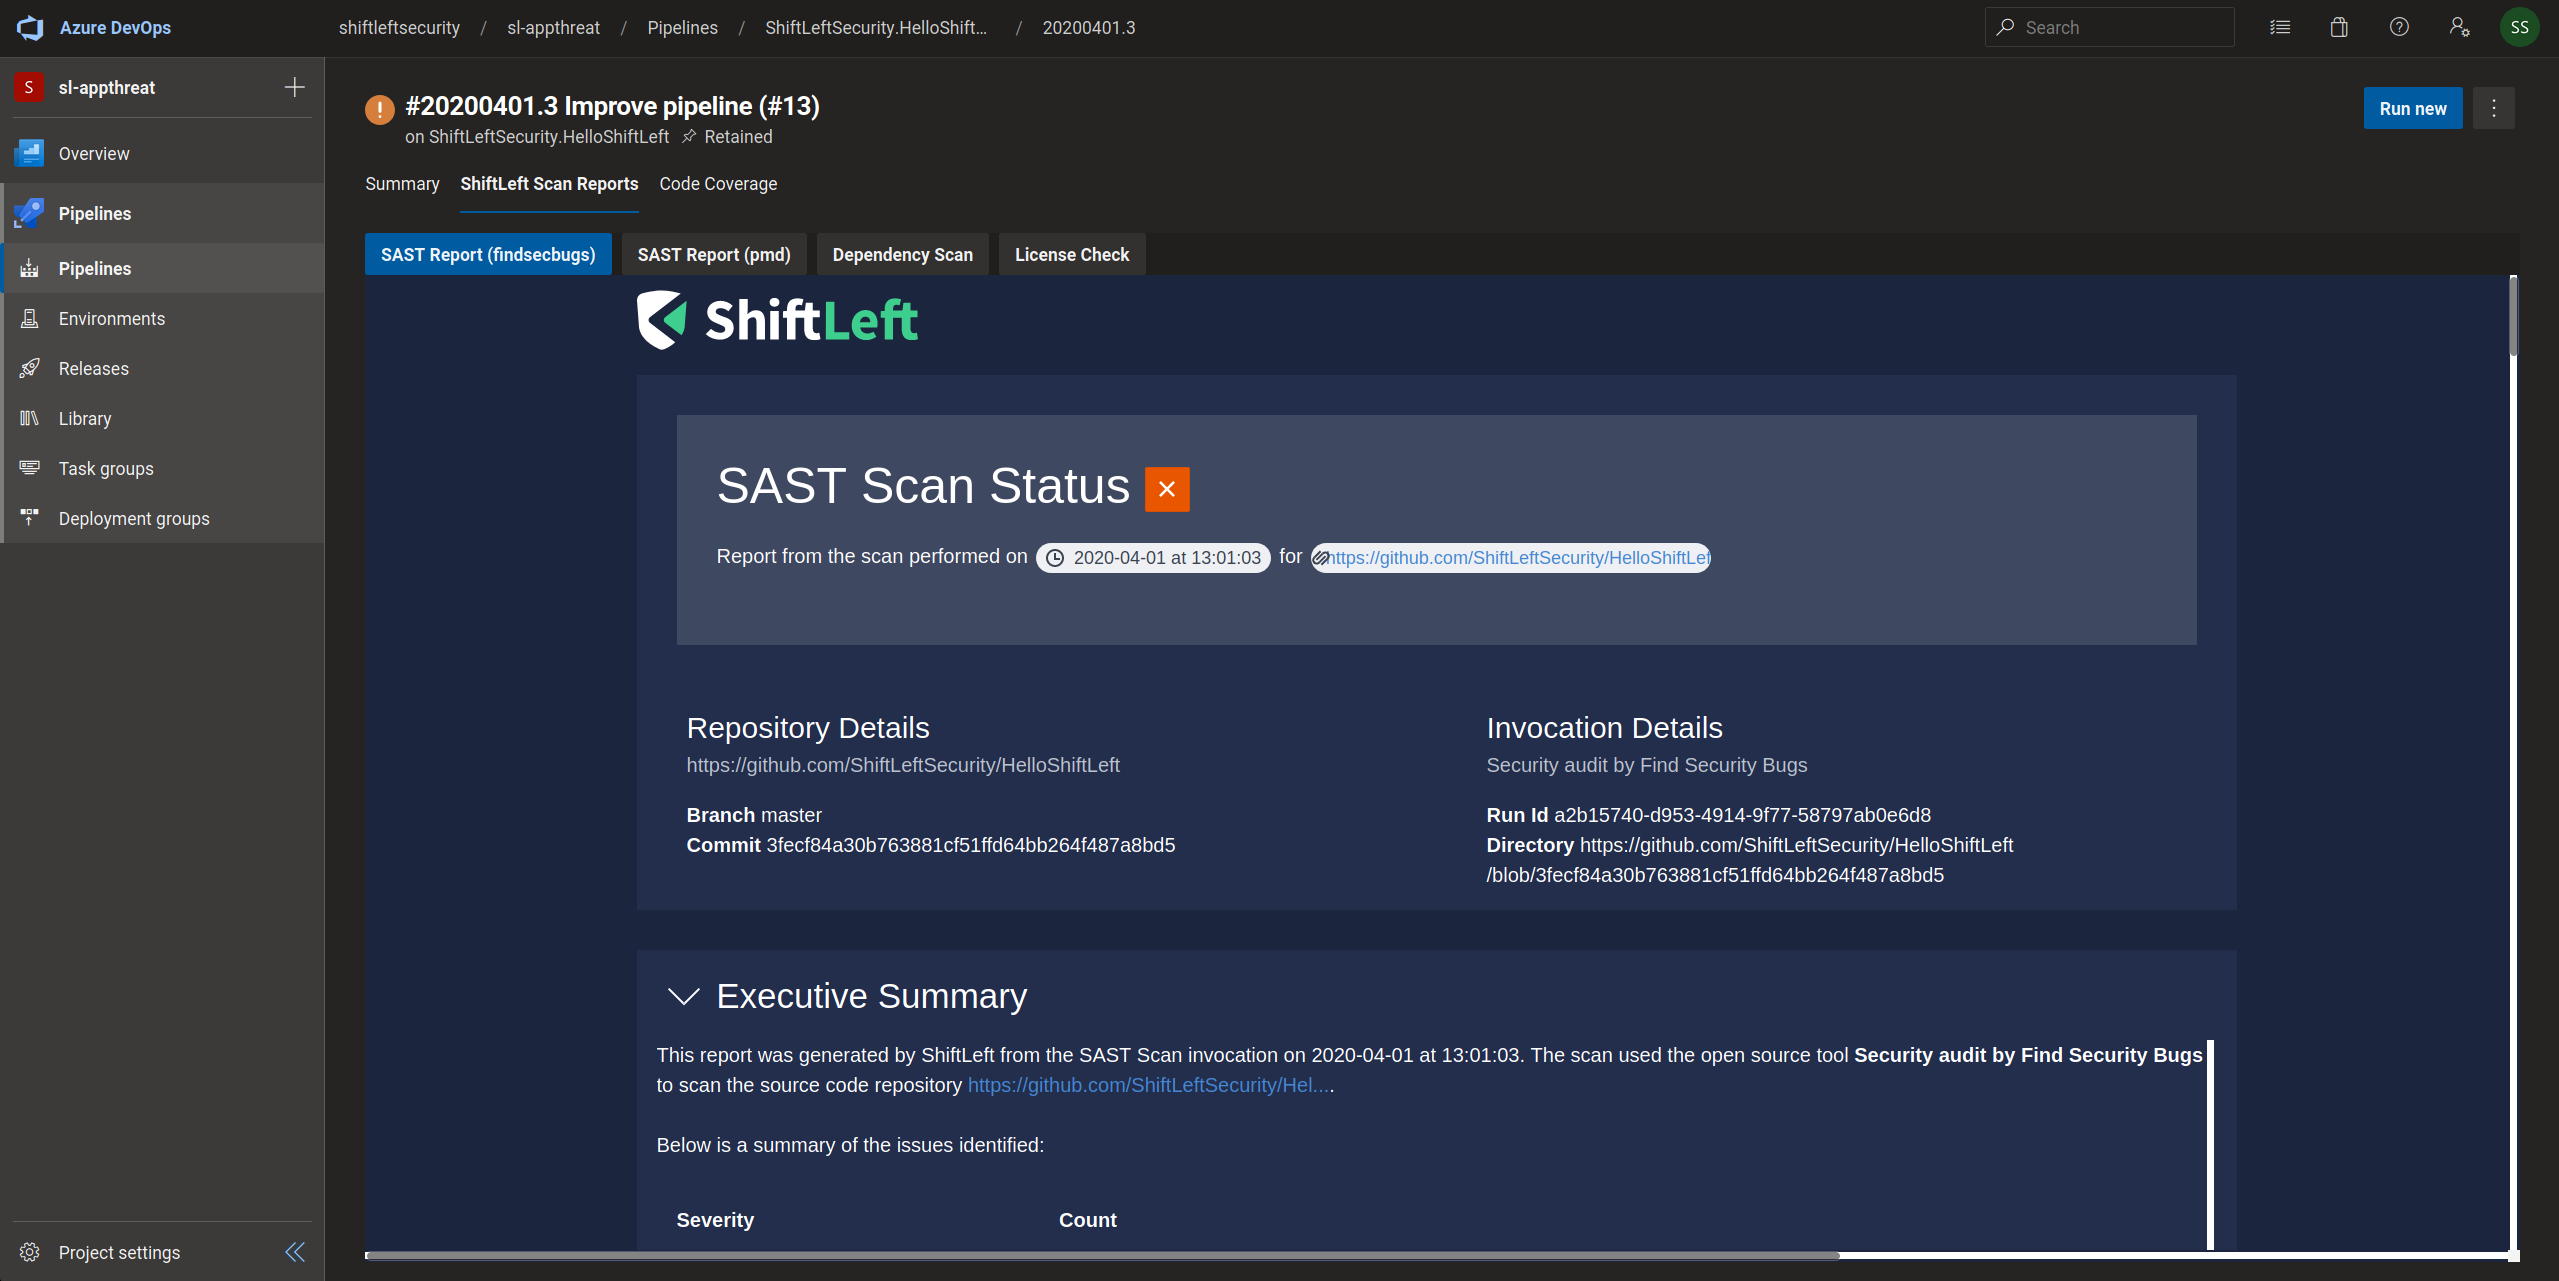 Azure DevOps
shiftleftsecurity / sl-appthreat / Pipelines / ShiftLeftSecurity.HelloShift... / 20200401.3
Search
SS
S sl-appthreat
Overview
Pipelines
Pipelines
Environments
Releases
Library
Task groups
Deployment groups
Project settings
#20200401.3 Improve pipeline (#13)
on ShiftLeftSecurity.HelloShiftLeft Retained
Run new
Summary ShiftLeft Scan Reports Code Coverage
SAST Report (findsecbugs) SAST Report (pmd) Dependency Scan License Check
ShiftLeft
SAST Scan Status
Report from the scan performed on 2020-04-01 at 13:01:03 for https://github.com/ShiftLeftSecurity/HelloShiftLef
Repository Details
https://github.com/ShiftLeftSecurity/HelloShiftLeft
Branch master
Commit 3fecf84a30b763881cf51ffd64bb264f487a8bd5
Invocation Details
Security audit by Find Security Bugs
Run Id a2b15740-d953-4914-9f77-58797ab0e6d8
Directory https://github.com/ShiftLeftSecurity/HelloShiftLeft
/blob/3fecf84a30b763881cf51ffd64bb264f487a8bd5
Executive Summary
This report was generated by ShiftLeft from the SAST Scan invocation on 2020-04-01 at 13:01:03. The scan used the open source tool Security audit by Find Security Bugs
to scan the source code repository https://github.com/ShiftLeftSecurity/Hel....
Below is a summary of the issues identified:
Severity Count